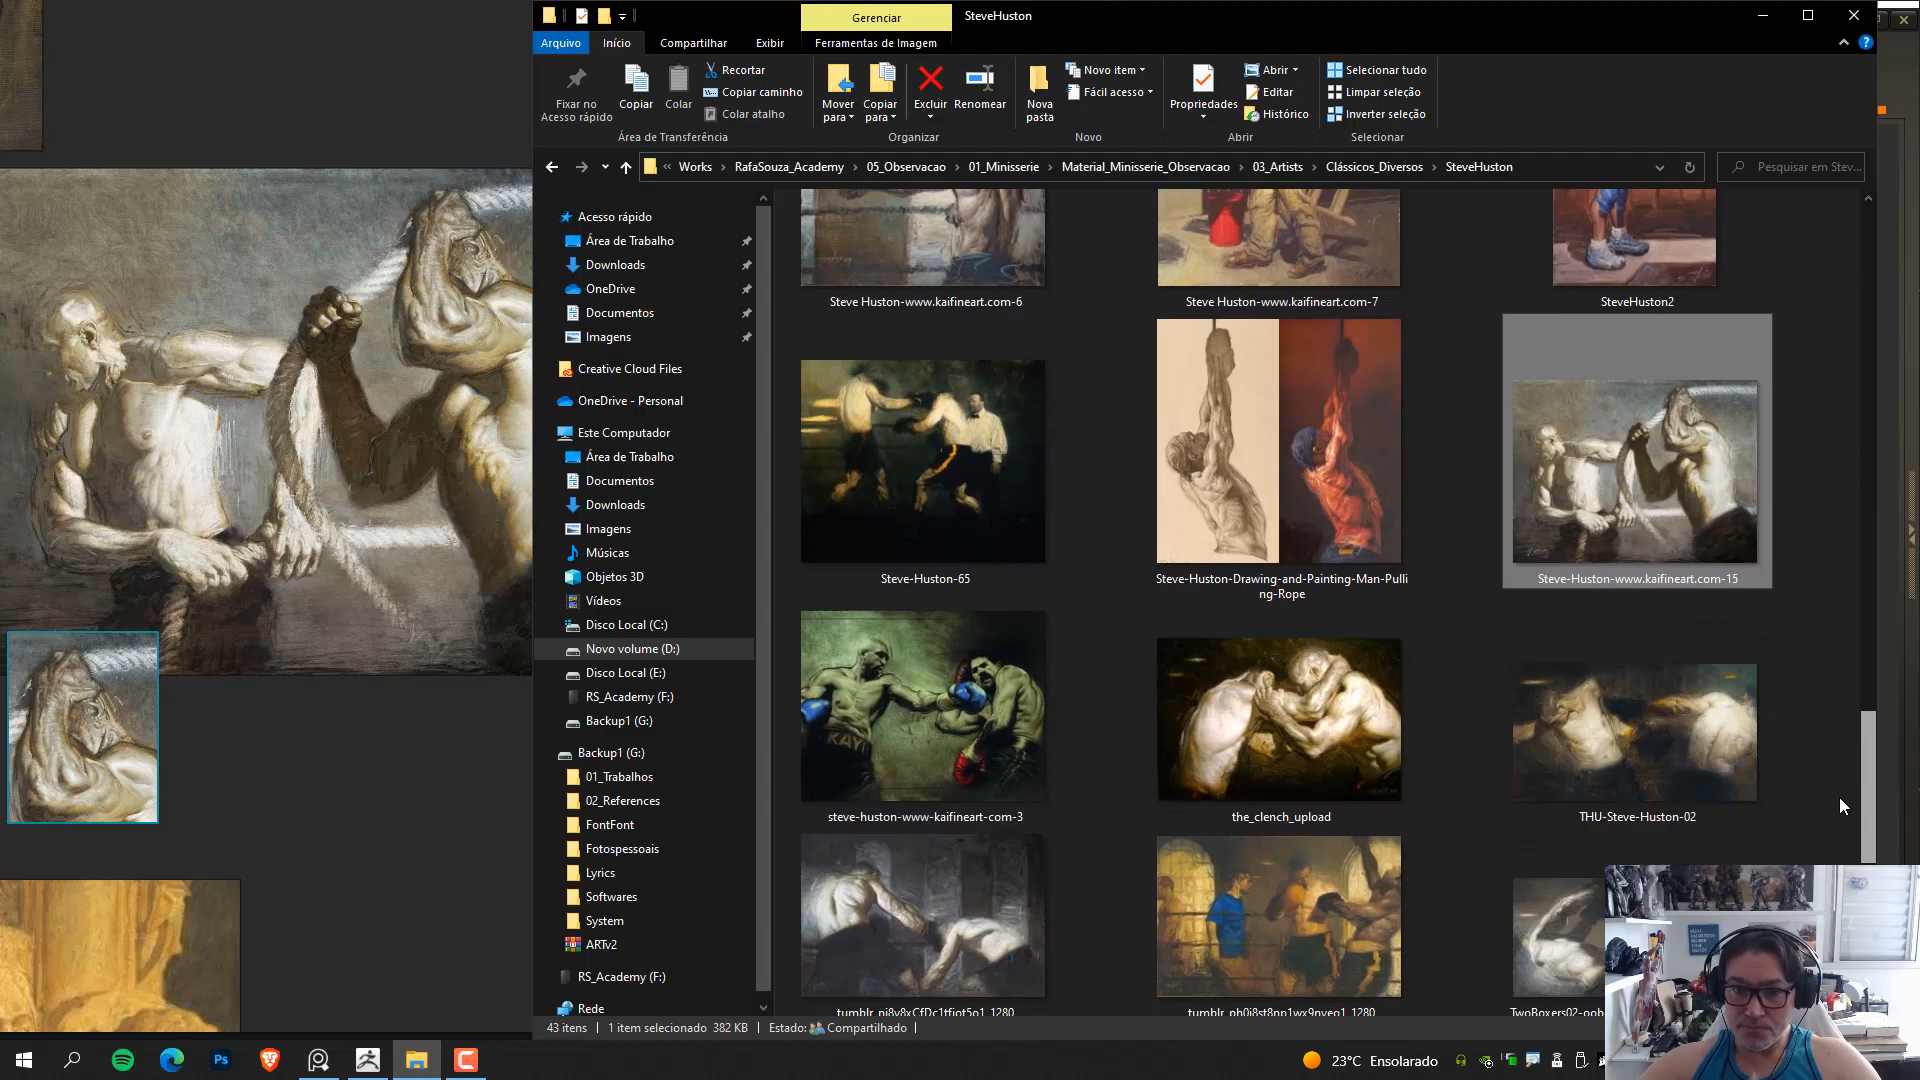 Gerenciar
SteveHuston
Arquivo
Início
Compartilhar
Exibir
Ferramentas de Imagem
Fixar no
Acesso rápido
Copiar
Colar
Recortar
Copiar caminho
Colar atalho
Área de Transferência
Mover
para
Copiar
para
Excluir
Renomear
Organizar
Nova
pasta
Novo item
Fácil acesso
Novo
Propriedades
Abrir
Editar
Histórico
Abrir
Selecionar tudo
Limpar seleção
Inverter seleção
Selecionar
« Works > RafaSouza_Academy > 05_Observacao > 01_Minisserie > Material_Minisserie_Observacao > 03_Artists > Clássicos_Diversos > SteveHuston
Pesquisar em Stev...
Acesso rápido
Área de Trabalho
Downloads
OneDrive
Documentos
Imagens
Creative Cloud Files
OneDrive - Personal
Este Computador
Área de Trabalho
Documentos
Downloads
Imagens
Músicas
Objetos 3D
Vídeos
Disco Local (C:)
Novo volume (D:)
Disco Local (E:)
RS_Academy (F:)
Backup1 (G:)
Backup1 (G:)
01_Trabalhos
02_References
FontFont
Fotospessoais
Lyrics
Softwares
System
ARTv2
RS_Academy (F:)
Rede
Steve Huston-www.kaifineart.com-6
Steve Huston-www.kaifineart.com-7
SteveHuston2
Steve-Huston-65
Steve-Huston-Drawing-and-Painting-Man-Pulli
ng-Rope
Steve-Huston-www.kaifineart.com-15
KAYI
steve-huston-www-kaifineart-com-3
the_clench_upload
THU-Steve-Huston-02
tumblr_ni8v8xCfDc1tfiot5o1_1280
tumblr_ph0i8st8np1wx9nveo1_1280
43 itens
1 item selecionado 382 KB
Estado:
Compartilhado
Ps
23°C Ensolarado